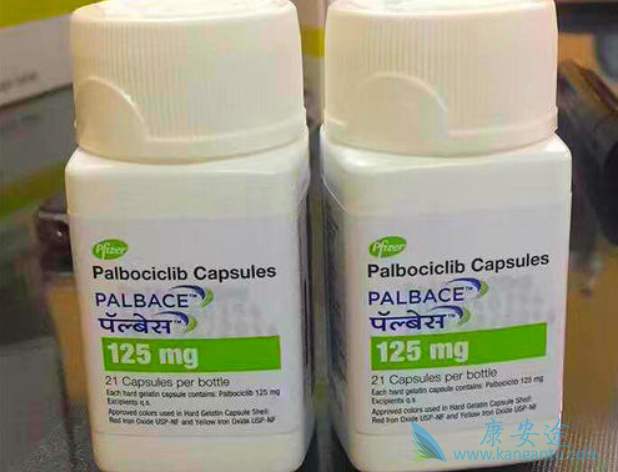 Pfizer
Palbociclib Capsules
PALBACE™
पॅल्बेस™
125 mg
21 Capsules per bottle
Each hard gelatin capsule contains: Palbociclib 125 mg
Excipients q.s.
Approved colors used in Hard Gelatin Capsule Shell:
Red Iron Oxide USP-NF and Yellow Iron Oxide USP-NF
Pfizer
Palbociclib Capsules
PALBACE™
पॅल्बेस™
125 mg
21 Capsules per bottle
Each hard gelatin capsule contains: Palbociclib 125 mg
Excipients q.s.
Approved colors used in Hard Gelatin Capsule Shell:
Red Iron Oxide USP-NF and Yellow Iron Oxide USP-NF
康安途
www.kangantu.com